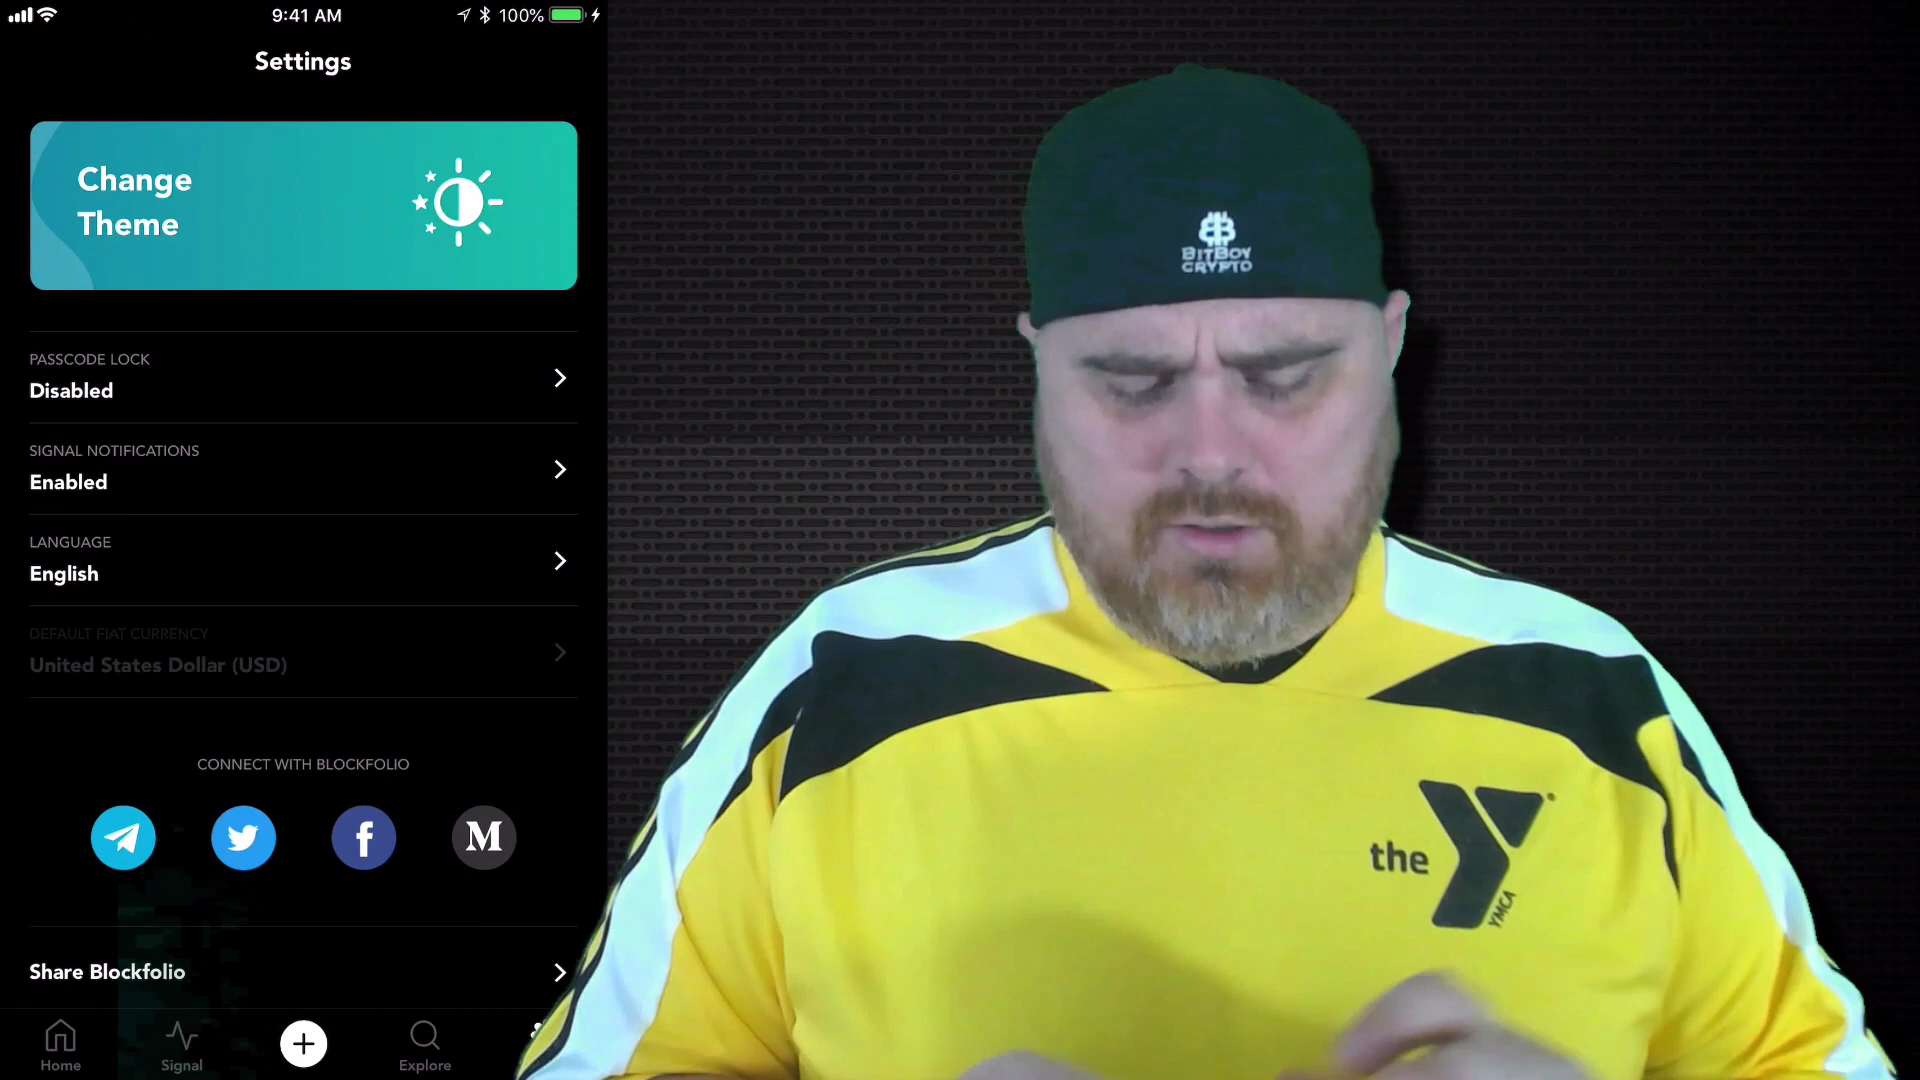 9:41 AM
100%
Settings
Change
Theme
PASSCODE LOCK
Disabled
SIGNAL NOTIFICATIONS
Enabled
LANGUAGE
English
DEFAULT FIAT CURRENCY
United States Dollar (USD)
CONNECT WITH BLOCKFOLIO
Share Blockfolio
Home
Signal
Explore
BITBOY
CRYPTO
the
YMCA